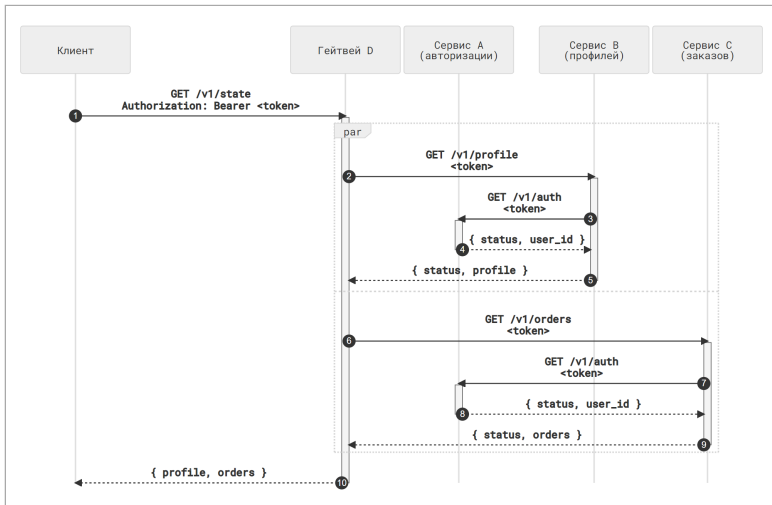 Клиент
Гейтвей D
Сервис A
(авторизации)
Сервис B
(профилей)
Сервис C
(заказов)
GET /v1/state
Authorization: Bearer <token>
1
par
GET /v1/profile
<token>
2
GET /v1/auth
<token>
3
{ status, user_id }
4
{ status, profile }
5
GET /v1/orders
<token>
6
GET /v1/auth
<token>
7
{ status, user_id }
8
{ status, orders }
9
{ profile, orders }
10